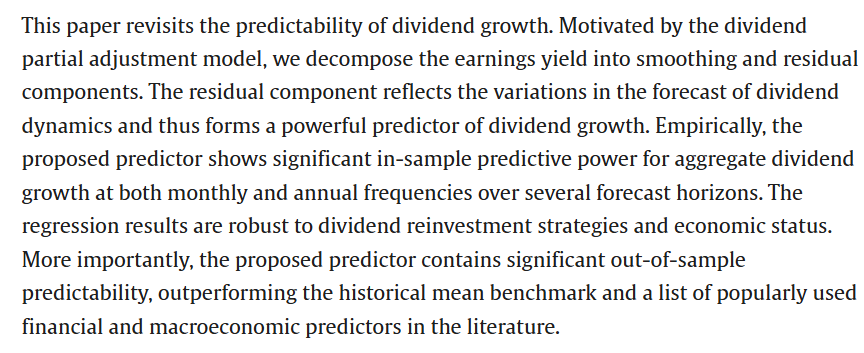 This paper revisits the predictability of dividend growth. Motivated by the dividend
partial adjustment model, we decompose the earnings yield into smoothing and residual
components. The residual component reflects the variations in the forecast of dividend
dynamics and thus forms a powerful predictor of dividend growth. Empirically, the
proposed predictor shows significant in-sample predictive power for aggregate dividend
growth at both monthly and annual frequencies over several forecast horizons. The
regression results are robust to dividend reinvestment strategies and economic status.
More importantly, the proposed predictor contains significant out-of-sample
predictability, outperforming the historical mean benchmark and a list of popularly used
financial and macroeconomic predictors in the literature.